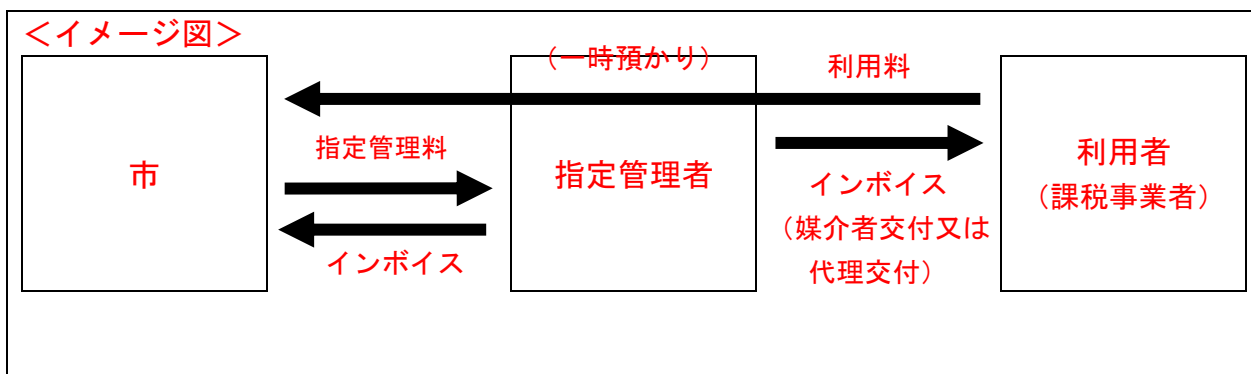 ＜イメージ図＞
（一時預かり）
利用料
指定管理料
市
指定管理者
利用者
（課税事業者）
インボイス
（媒介者交付又は
代理交付）
インボイス